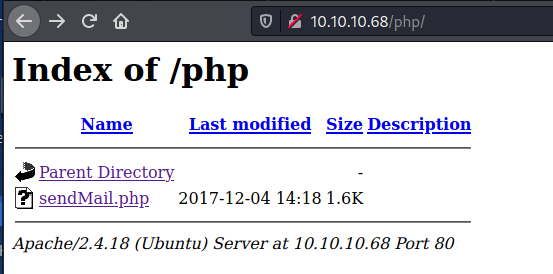 10.10.10.68/php/
Index of /php
Name Last modified Size Description
Parent Directory -
sendMail.php 2017-12-04 14:18 1.6K
Apache/2.4.18 (Ubuntu) Server at 10.10.10.68 Port 80